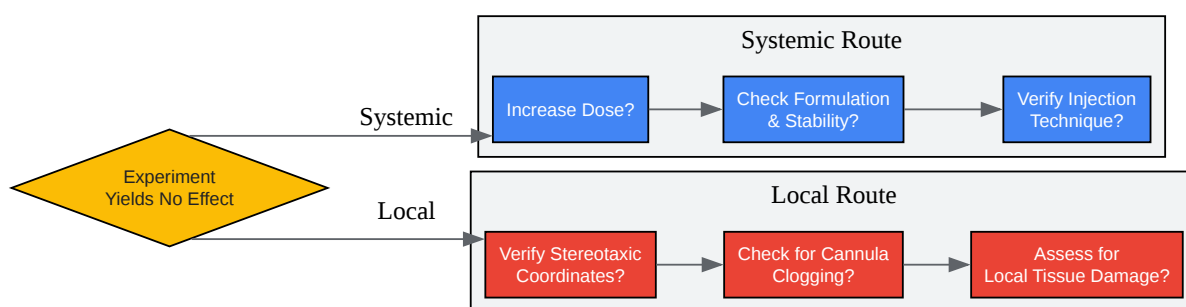 Experiment
Yields No Effect
Systemic
Local
Systemic Route
Increase Dose?
Check Formulation
& Stability?
Verify Injection
Technique?
Local Route
Verify Stereotaxic
Coordinates?
Check for Cannula
Clogging?
Assess for
Local Tissue Damage?